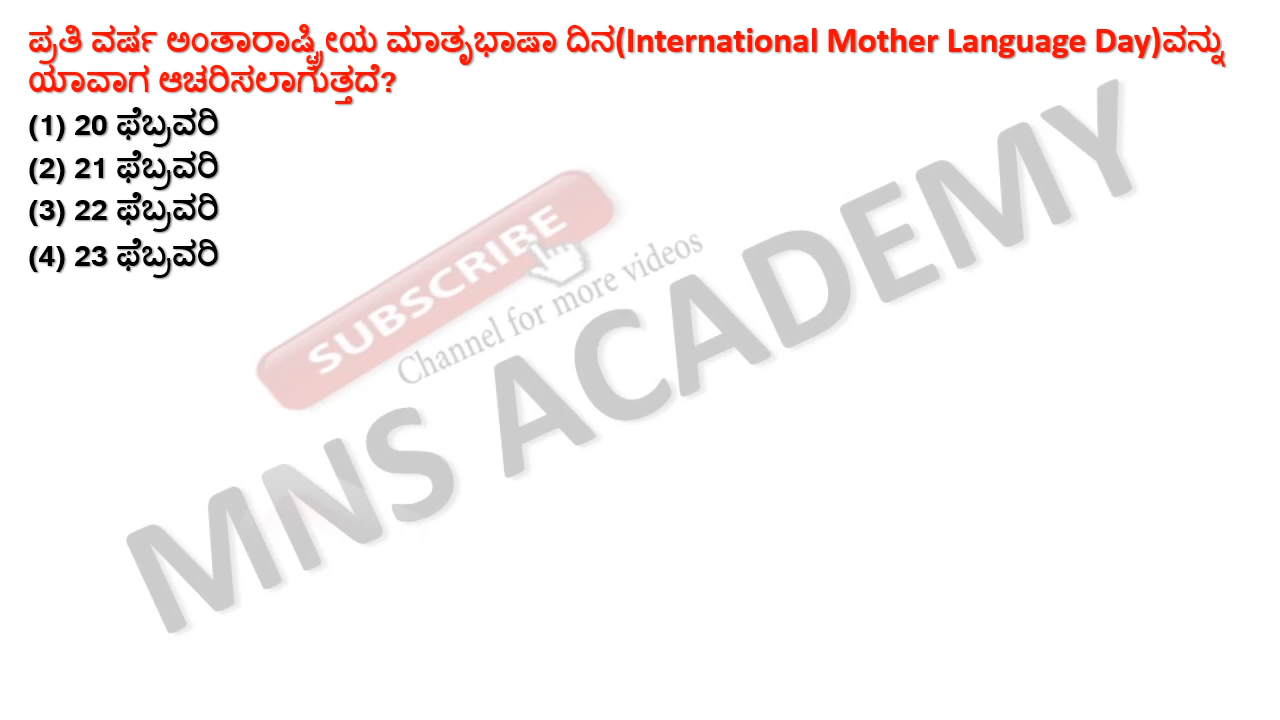 ಪ್ರತಿ ವರ್ಷ ಅಂತಾರಾಷ್ಟ್ರೀಯ ಮಾತೃಭಾಷಾ ದಿನ(International Mother Language Day)ವನ್ನು
ಯಾವಾಗ ಆಚರಿಸಲಾಗುತ್ತದೆ?
(1) 20 ಫೆಬ್ರವರಿ
(2) 21 ಫೆಬ್ರವರಿ
(3) 22 ಫೆಬ್ರವರಿ
(4) 23 ಫೆಬ್ರವರಿ
SUBSCRIBE
Channel for more videos
MNS ACADEMY